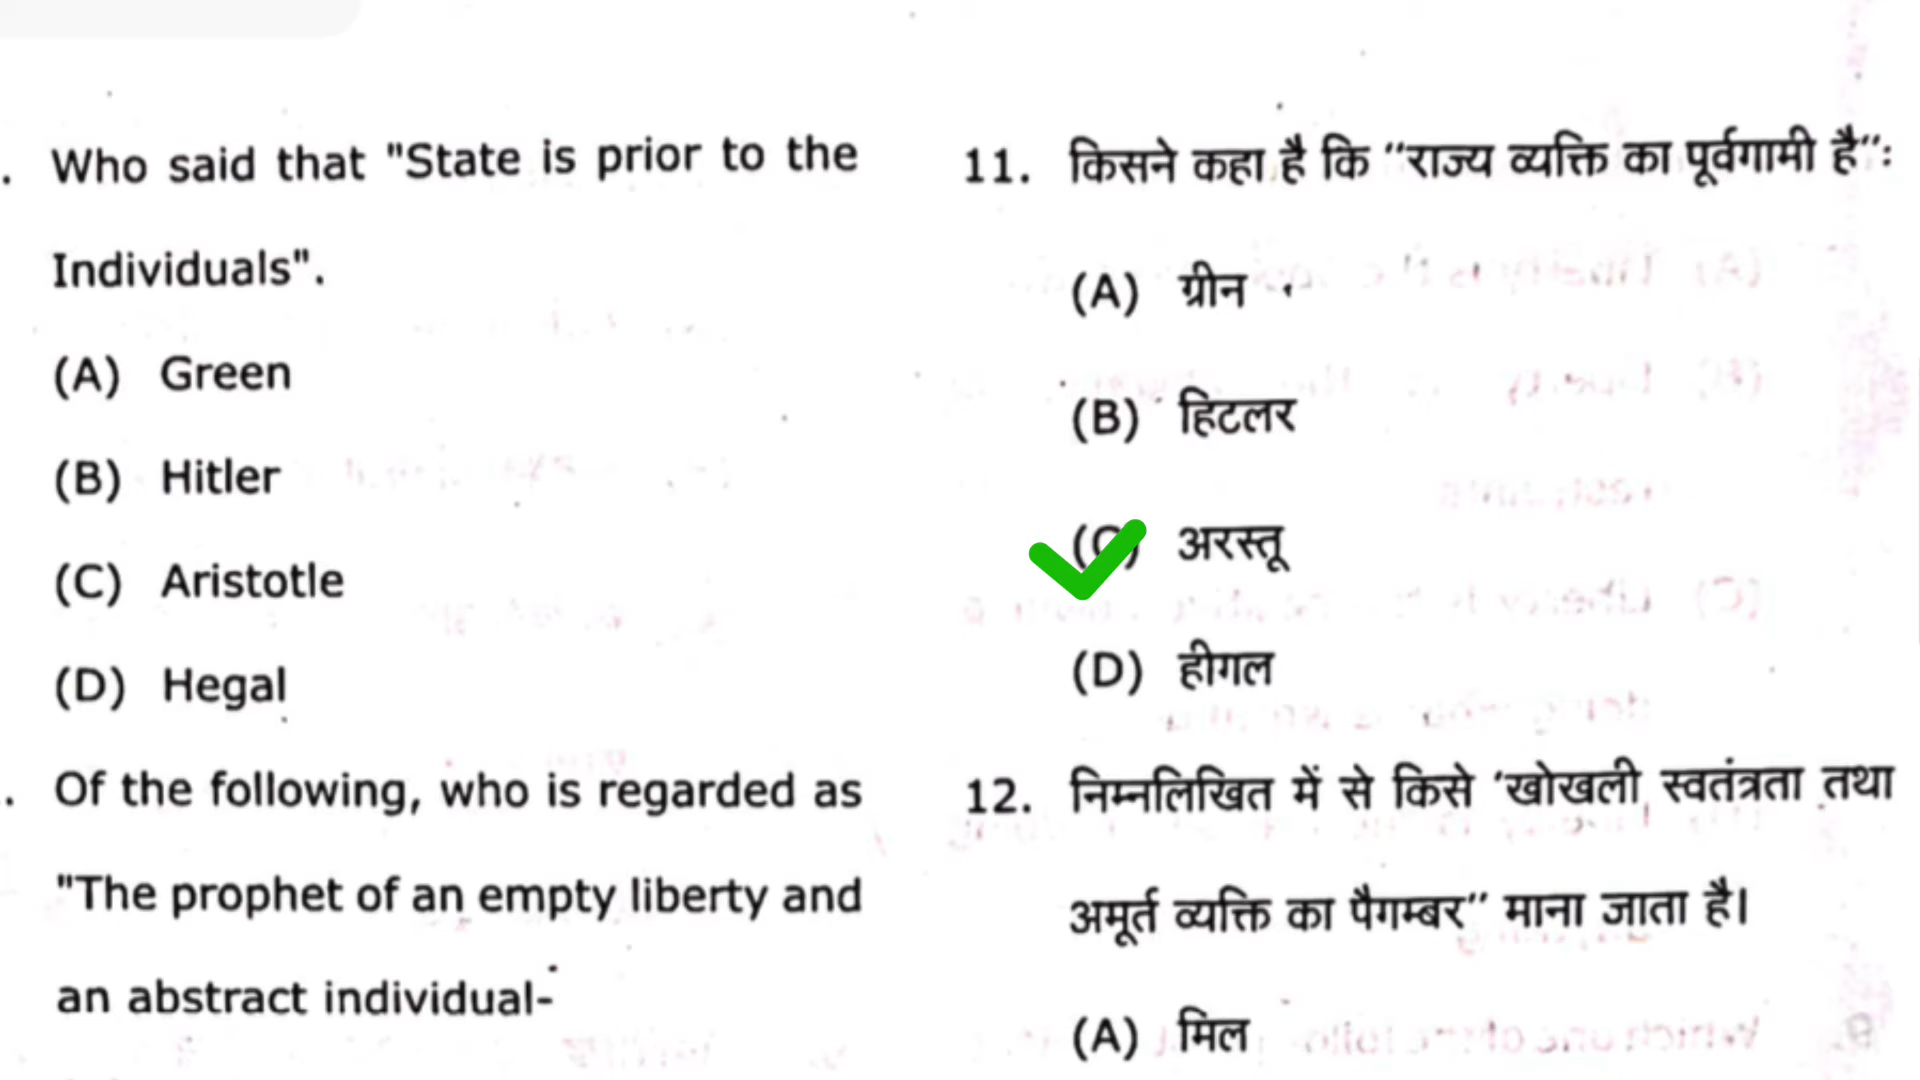 . Who said that "State is prior to the
Individuals".
(A) Green
(B) Hitler
(C) Aristotle
(D) Hegal
. Of the following, who is regarded as
"The prophet of an empty liberty and
an abstract individual-
11. किसने कहा है कि "राज्य व्यक्ति का पूर्वगामी है":
(A) ग्रीन
(B) हिटलर
(C) अरस्तू
(D) हीगल
12. निम्नलिखित में से किसे 'खोखली स्वतंत्रता तथा
अमूर्त व्यक्ति का पैगम्बर" माना जाता है।
(A) मिल